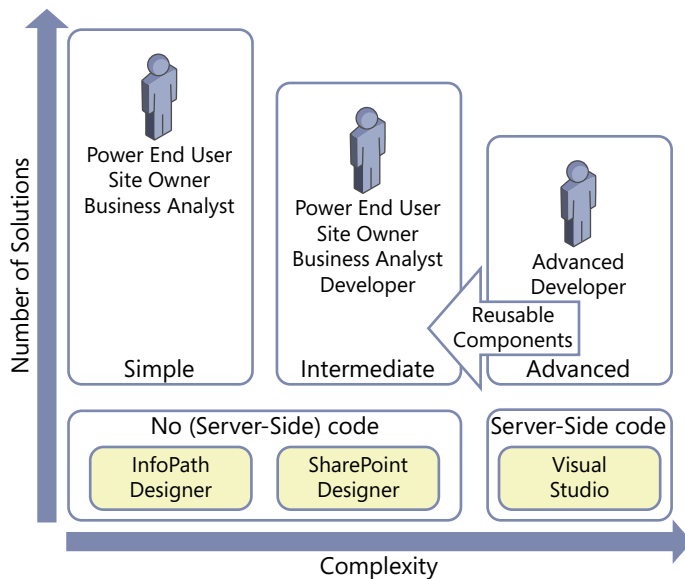 Number of Solutions
Power End User
Site Owner
Business Analyst
Simple
Power End User
Site Owner
Business Analyst
Developer
Intermediate
Advanced
Developer
Reusable
Components
Advanced
No (Server-Side) code
InfoPath
Designer
SharePoint
Designer
Server-Side code
Visual
Studio
Complexity